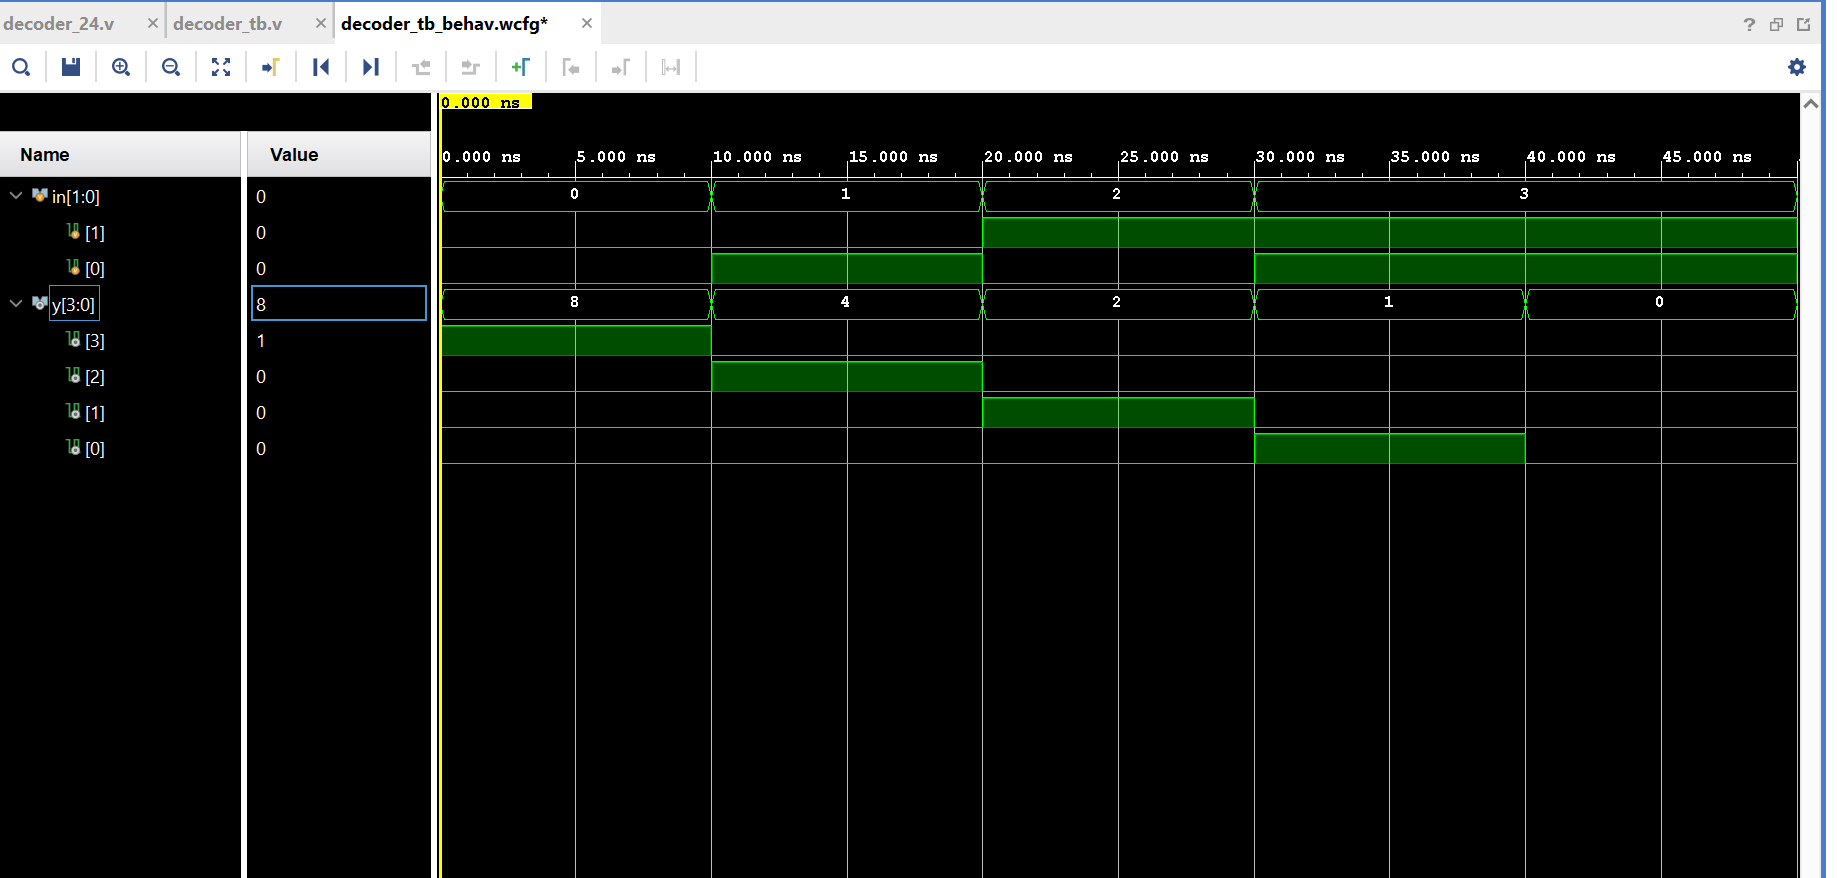 decoder_24.v × decoder_tb.v × decoder_tb_behav.wcfg* × ?
0.000 ns
Name Value 0.000 ns 5.000 ns 10.000 ns 15.000 ns 20.000 ns 25.000 ns 30.000 ns 35.000 ns 40.000 ns 45.000 ns
in[1:0] 0 0 1 2 3
[1] 0
[0] 0
y[3:0] 8 8 4 2 1 0
[3] 1
[2] 0
[1] 0
[0] 0